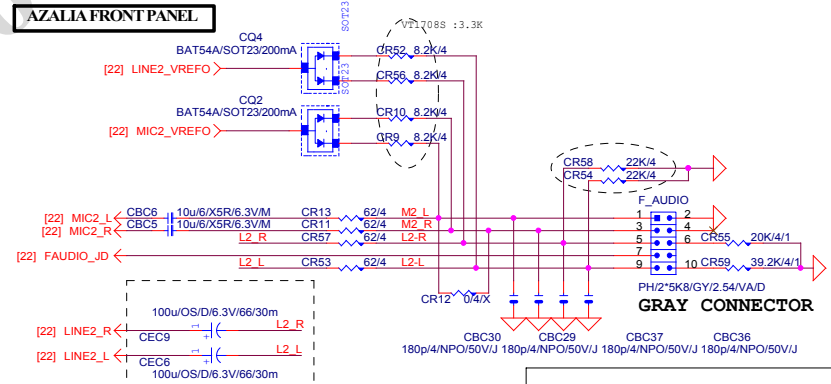 AZALIA FRONT PANEL
SOT23
VT1708S :3.3K
CQ4
BAT54A/SOT23/200mA
CR52 8.2K/4
[22] LINE2_VREFO
CR56 8.2K/4
SOT23
CQ2
BAT54A/SOT23/200mA
CR10 8.2K/4
[22] MIC2_VREFO
CR9 8.2K/4
CR58 22K/4
CR54 22K/4
F_AUDIO
[22] MIC2_L CBC6 10u/6/X5R/6.3V/M CR13 62/4 M2_L 1 2
[22] MIC2_R CBC5 10u/6/X5R/6.3V/M CR11 62/4 M2_R 3 4
L2_R CR57 62/4 L2-R 5 6 CR55 20K/4/1
[22] FAUDIO_JD 7
L2_L CR53 62/4 L2-L 9 10 CR59 39.2K/4/1
CR12 0/4/X
PH/2*5K8/GY/2.54/VA/D
GRAY CONNECTOR
100u/OS/D/6.3V/66/30m
[22] LINE2_R 1 L2_R
CEC9 +
[22] LINE2_L 1 L2_L
CEC6 +
100u/OS/D/6.3V/66/30m
CBC30 CBC29 CBC37 CBC36
180p/4/NPO/50V/J 180p/4/NPO/50V/J 180p/4/NPO/50V/J 180p/4/NPO/50V/J